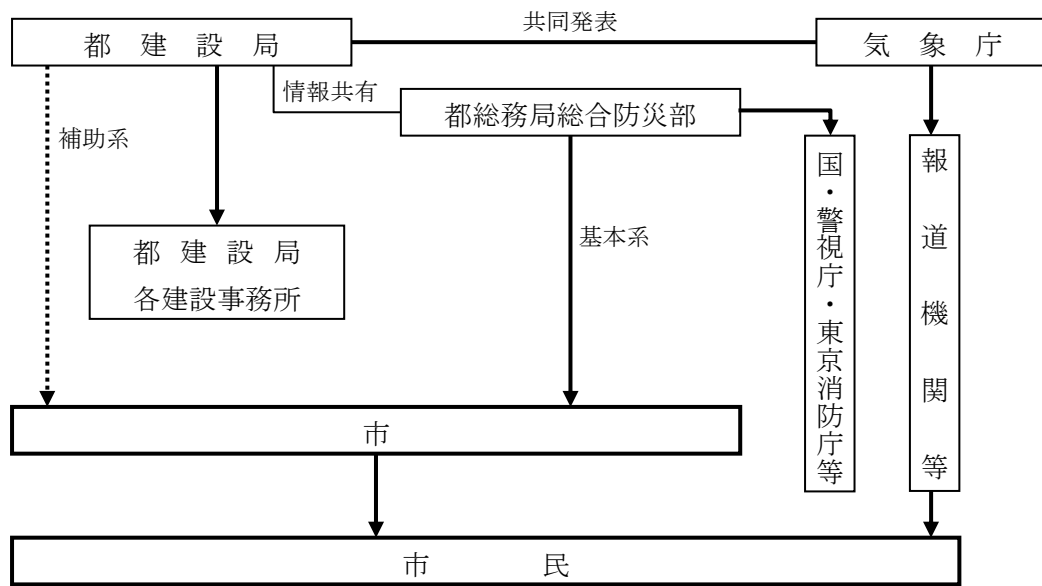 共同発表
都建設局
気象庁
情報共有
都総務局総合防災部
補助系
国・警視庁・東京消防庁等
報道機関等
都建設局
各建設事務所
基本系
市
市民